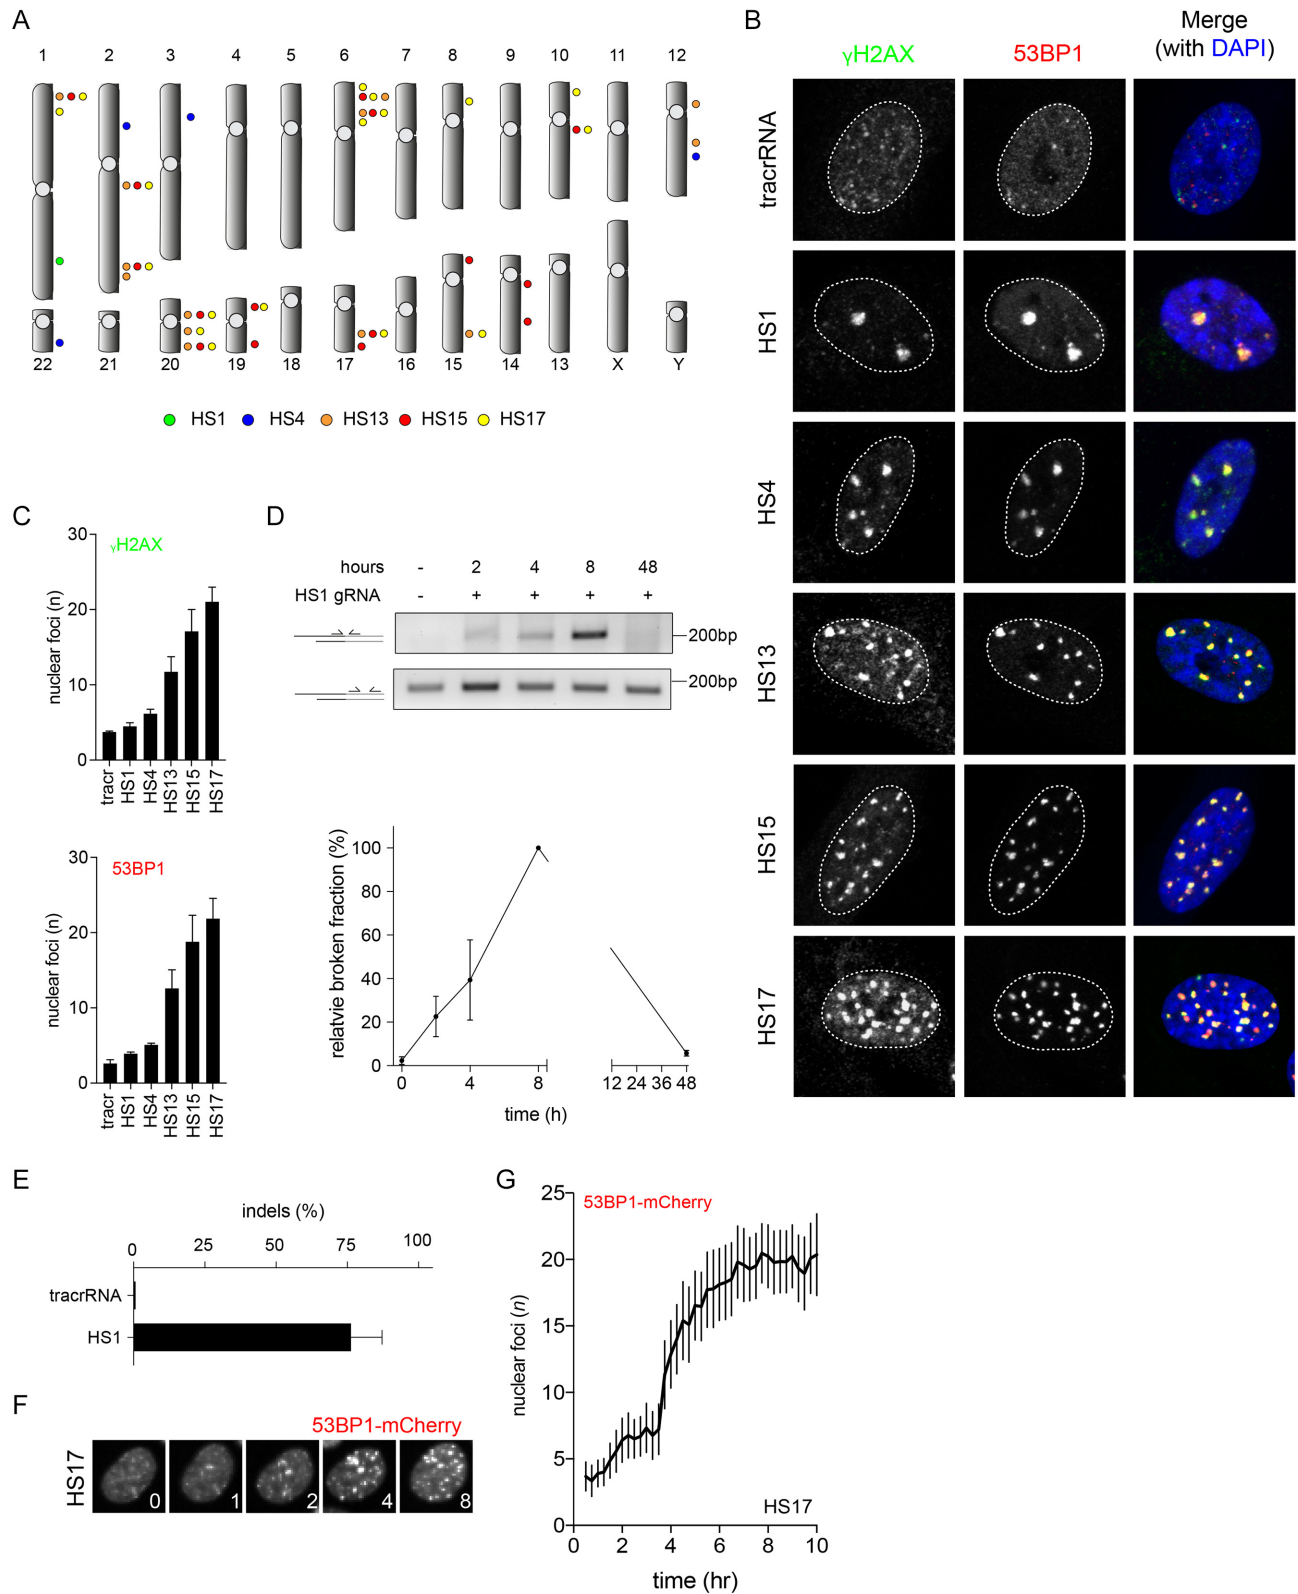 A
1 2 3 4 5 6 7 8 9 10 11 12
22 21 20 19 18 17 16 15 14 13 X Y
HS1 HS4 HS13 HS15 HS17
B
γH2AX 53BP1 Merge
(with DAPI)
tracrRNA
HS1
HS4
HS13
HS15
HS17
C
γH2AX
nuclear foci (n)
30
20
10
0
tracr HS1 HS4 HS13 HS15 HS17
53BP1
nuclear foci (n)
30
20
10
0
tracr HS1 HS4 HS13 HS15 HS17
D
hours - 2 4 8 48
HS1 gRNA - + + + +
200bp
200bp
relatvie broken fraction (%)
100
80
60
40
20
0
0 4 8 12 24 36 48
time (h)
E
indels (%)
0 25 50 75 100
tracrRNA
HS1
F
53BP1-mCherry
HS17
0 1 2 4 8
G
53BP1-mCherry
nuclear foci (n)
25
20
15
10
5
0
HS17
0 2 4 6 8 10
time (hr)